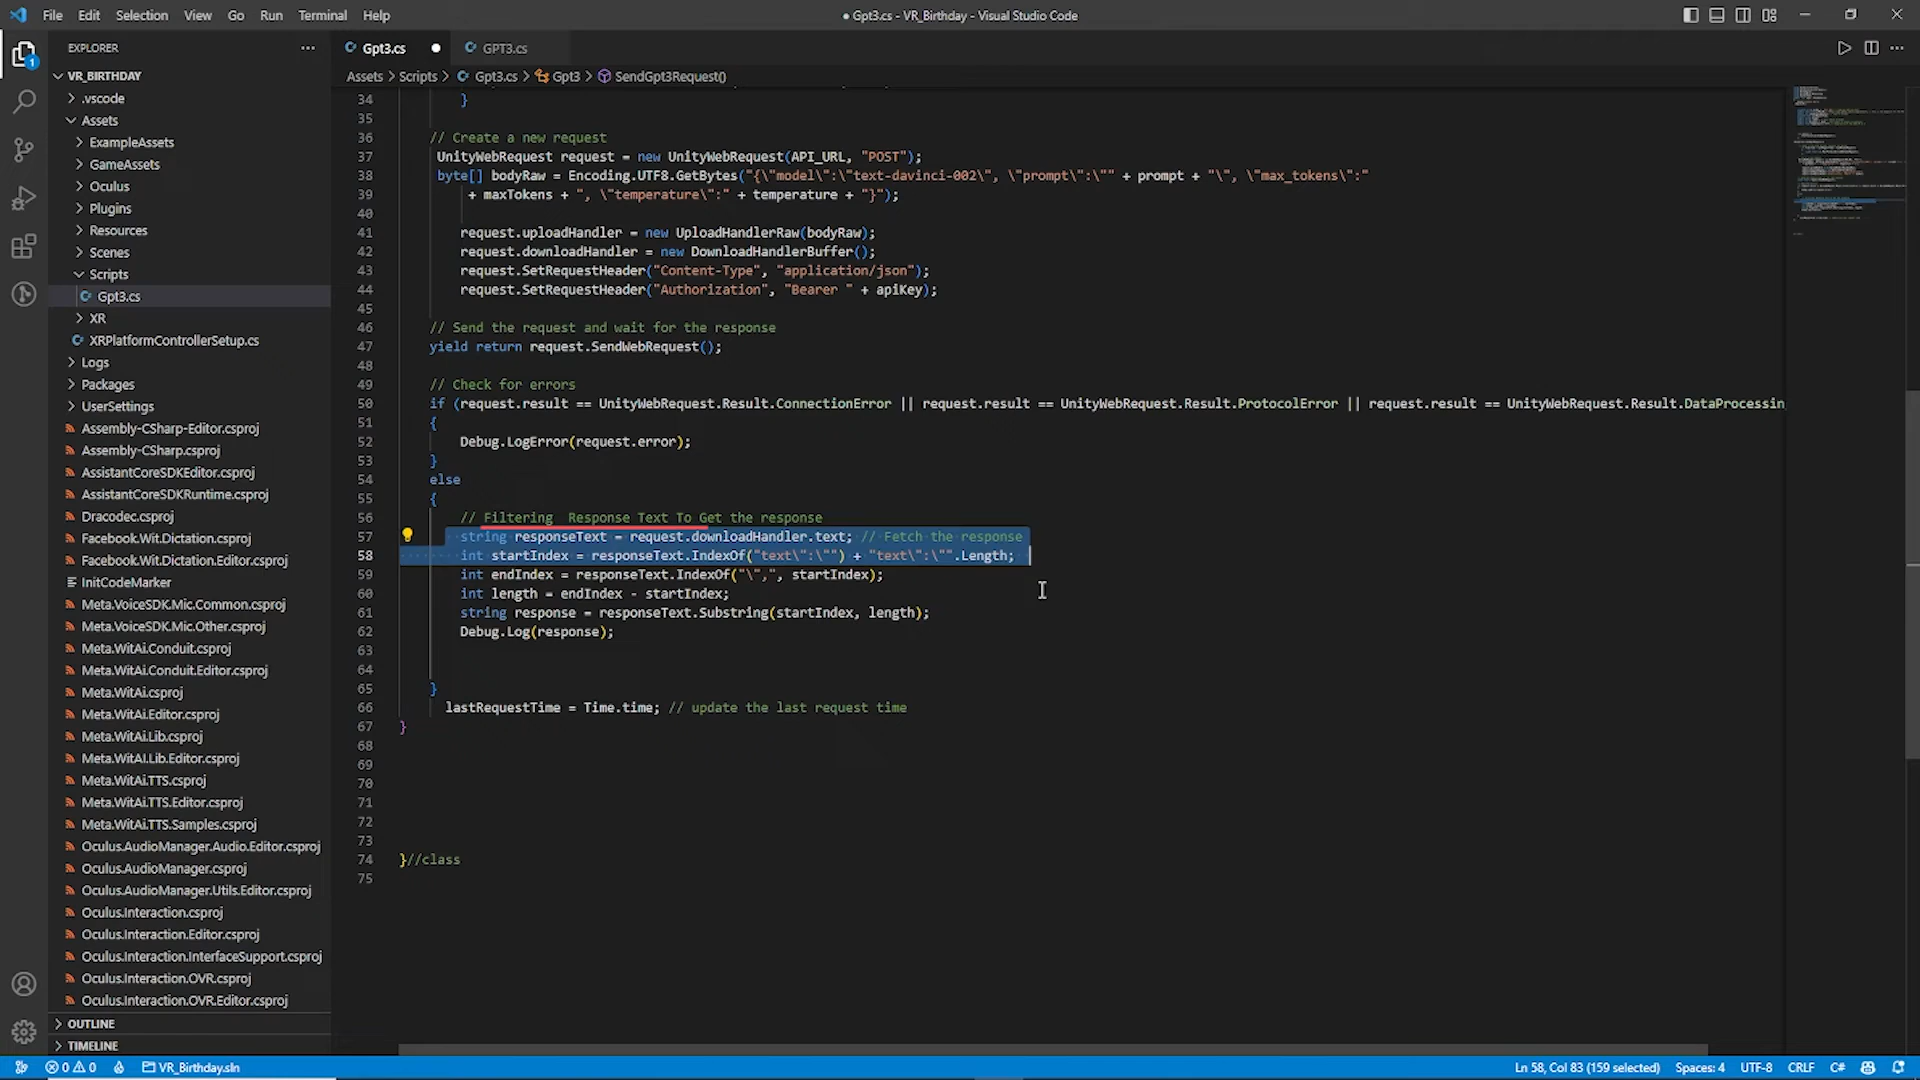 File Edit Selection View Go Run Terminal Help
● Gpt3.cs - VR_Birthday - Visual Studio Code
EXPLORER
1
VR_BIRTHDAY
.vscode
Assets
ExampleAssets
GameAssets
Oculus
Plugins
Resources
Scenes
Scripts
Gpt3.cs
XR
XRPlatformControllerSetup.cs
Logs
Packages
UserSettings
Assembly-CSharp-Editor.csproj
Assembly-CSharp.csproj
AssistantCoreSDKEditor.csproj
AssistantCoreSDKRuntime.csproj
Dracodec.csproj
Facebook.Wit.Dictation.csproj
Facebook.Wit.Dictation.Editor.csproj
InitCodeMarker
Meta.VoiceSDK.Mic.Common.csproj
Meta.VoiceSDK.Mic.Other.csproj
Meta.WitAi.Conduit.csproj
Meta.WitAi.Conduit.Editor.csproj
Meta.WitAi.csproj
Meta.WitAi.Editor.csproj
Meta.WitAi.Lib.csproj
Meta.WitAI.Lib.Editor.csproj
Meta.WitAi.TTS.csproj
Meta.WitAi.TTS.Editor.csproj
Meta.WitAi.TTS.Samples.csproj
Oculus.AudioManager.Audio.Editor.csproj
Oculus.AudioManager.csproj
Oculus.AudioManager.Utils.Editor.csproj
Oculus.Interaction.csproj
Oculus.Interaction.Editor.csproj
Oculus.Interaction.InterfaceSupport.csproj
Oculus.Interaction.OVR.csproj
Oculus.Interaction.OVR.Editor.csproj
OUTLINE
TIMELINE
Gpt3.cs GPT3.cs
Assets > Scripts > Gpt3.cs > Gpt3 > SendGpt3Request()
34 }
35
36 // Create a new request
37 UnityWebRequest request = new UnityWebRequest(API_URL, "POST");
38 byte[] bodyRaw = Encoding.UTF8.GetBytes("{\"model\":\"text-davinci-002\", \"prompt\":\"" + prompt + "\", \"max_tokens\":"
39 + maxTokens + ", \"temperature\":" + temperature + "}");
40
41 request.uploadHandler = new UploadHandlerRaw(bodyRaw);
42 request.downloadHandler = new DownloadHandlerBuffer();
43 request.SetRequestHeader("Content-Type", "application/json");
44 request.SetRequestHeader("Authorization", "Bearer " + apiKey);
45
46 // Send the request and wait for the response
47 yield return request.SendWebRequest();
48
49 // Check for errors
50 if (request.result == UnityWebRequest.Result.ConnectionError || request.result == UnityWebRequest.Result.ProtocolError || request.result == UnityWebRequest.Result.DataProcessin
51 {
52 Debug.LogError(request.error);
53 }
54 else
55 {
56 // Filtering  Response Text To Get the response
57 string responseText = request.downloadHandler.text; // Fetch the response
58 int startIndex = responseText.IndexOf("text\":\"") + "text\":\"".Length;
59 int endIndex = responseText.IndexOf("\",", startIndex);
60 int length = endIndex - startIndex;
61 string response = responseText.Substring(startIndex, length);
62 Debug.Log(response);
63
64
65 }
66 lastRequestTime = Time.time; // update the last request time
67 }
68
69
70
71
72
73
74 }//class
75
0 0 VR_Birthday.sln Ln 58, Col 83 (159 selected) Spaces: 4 UTF-8 CRLF C#